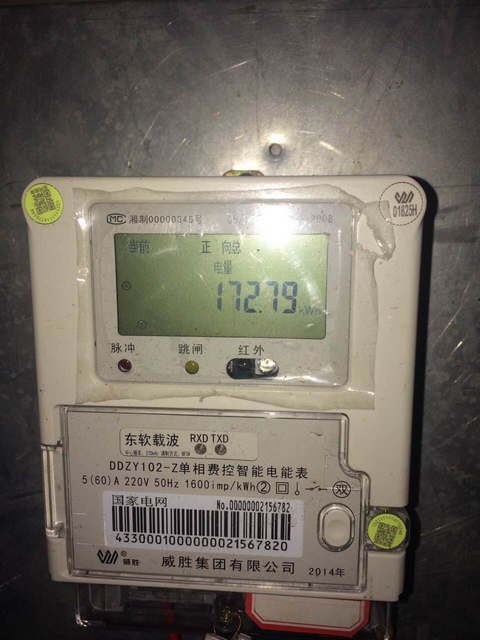 MC 湘制00000345号
01825H
当前 正 向总
电量
172.79 kWh
脉冲 跳闸 红外
东软载波 RXD TXD
DDZY102-Z单相费控智能电能表
5(60)A 220V 50Hz 1600imp/kWh ②
国家电网 No.00000002156782
4330001000000021567820
威胜 威胜集团有限公司 2014年